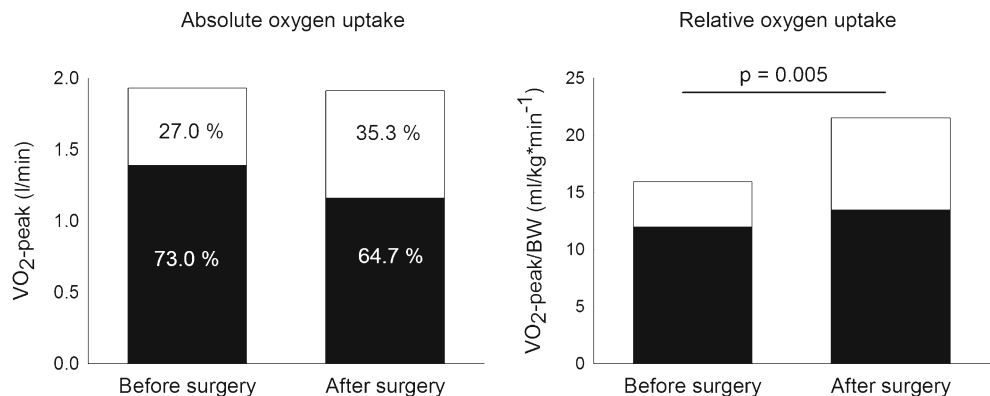 Absolute oxygen uptake
VO2-peak (l/min)
2.0
1.5
1.0
0.5
0.0
27.0 %
73.0 %
35.3 %
64.7 %
Before surgery
After surgery
Relative oxygen uptake
VO2-peak/BW (ml/kg*min-1)
25
20
15
10
5
0
p = 0.005
Before surgery
After surgery